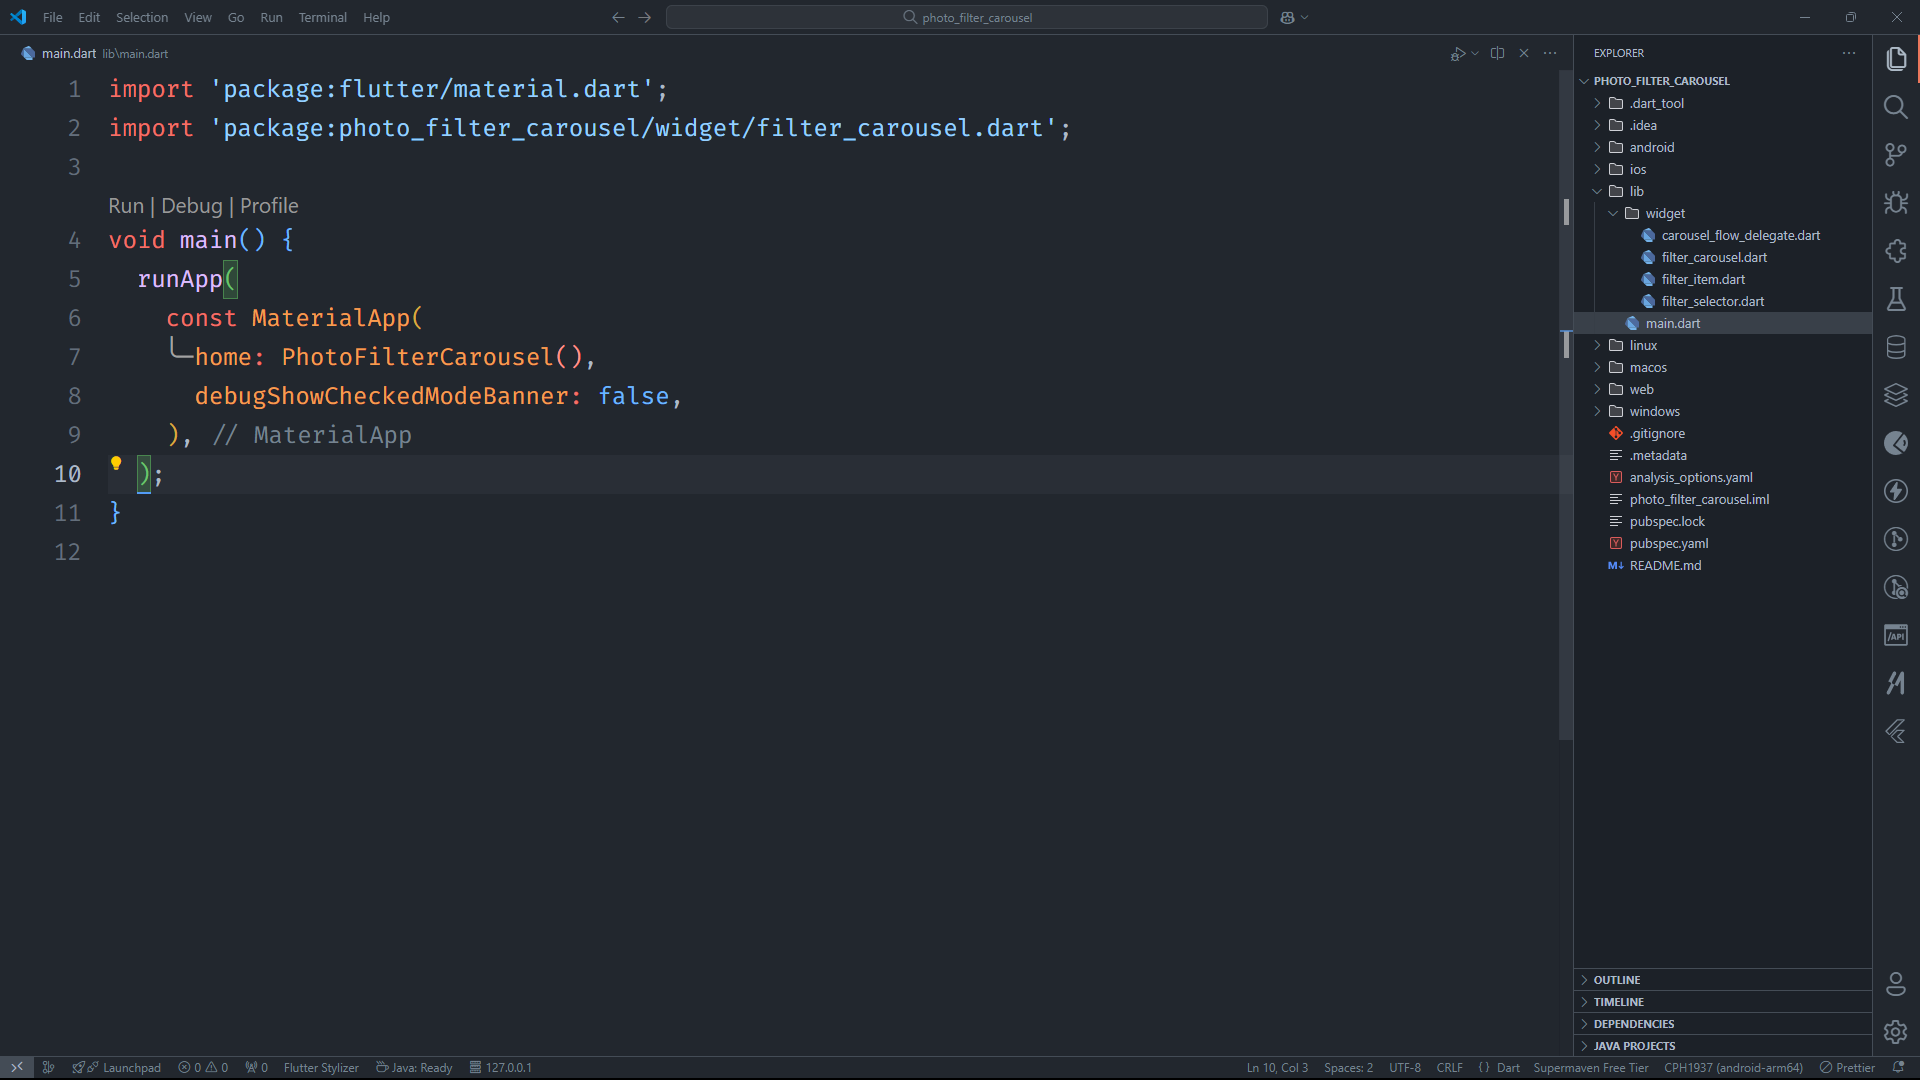 File Edit Selection View Go Run Terminal Help
photo_filter_carousel
main.dart lib\main.dart
1 import 'package:flutter/material.dart';
2 import 'package:photo_filter_carousel/widget/filter_carousel.dart';
3
Run | Debug | Profile
4 void main() {
5 runApp(
6 const MaterialApp(
7 home: PhotoFilterCarousel(),
8 debugShowCheckedModeBanner: false,
9 ), // MaterialApp
10 );
11 }
12
EXPLORER
PHOTO_FILTER_CAROUSEL
.dart_tool
.idea
android
ios
lib
widget
carousel_flow_delegate.dart
filter_carousel.dart
filter_item.dart
filter_selector.dart
main.dart
linux
macos
web
windows
.gitignore
.metadata
analysis_options.yaml
photo_filter_carousel.iml
pubspec.lock
pubspec.yaml
README.md
OUTLINE
TIMELINE
DEPENDENCIES
JAVA PROJECTS
/API
Launchpad 0 0 0 Flutter Stylizer Java: Ready 127.0.0.1
Ln 10, Col 3 Spaces: 2 UTF-8 CRLF { } Dart Supermaven Free Tier CPH1937 (android-arm64) Prettier